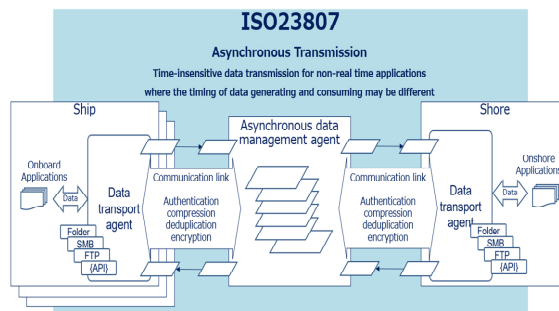 ISO23807
Asynchronous Transmission
Time-insensitive data transmission for non-real time applications
where the timing of data generating and consuming may be different
Ship
Onboard
Applications
Data
Data
transport
agent
Folder
SMB
FTP
{API}
Communication link
Authentication
compression
deduplication
encryption
Asynchronous data
management agent
Communication link
Authentication
compression
deduplication
encryption
Shore
Data
transport
agent
Folder
SMB
FTP
{API}
Data
Unshore
Applications